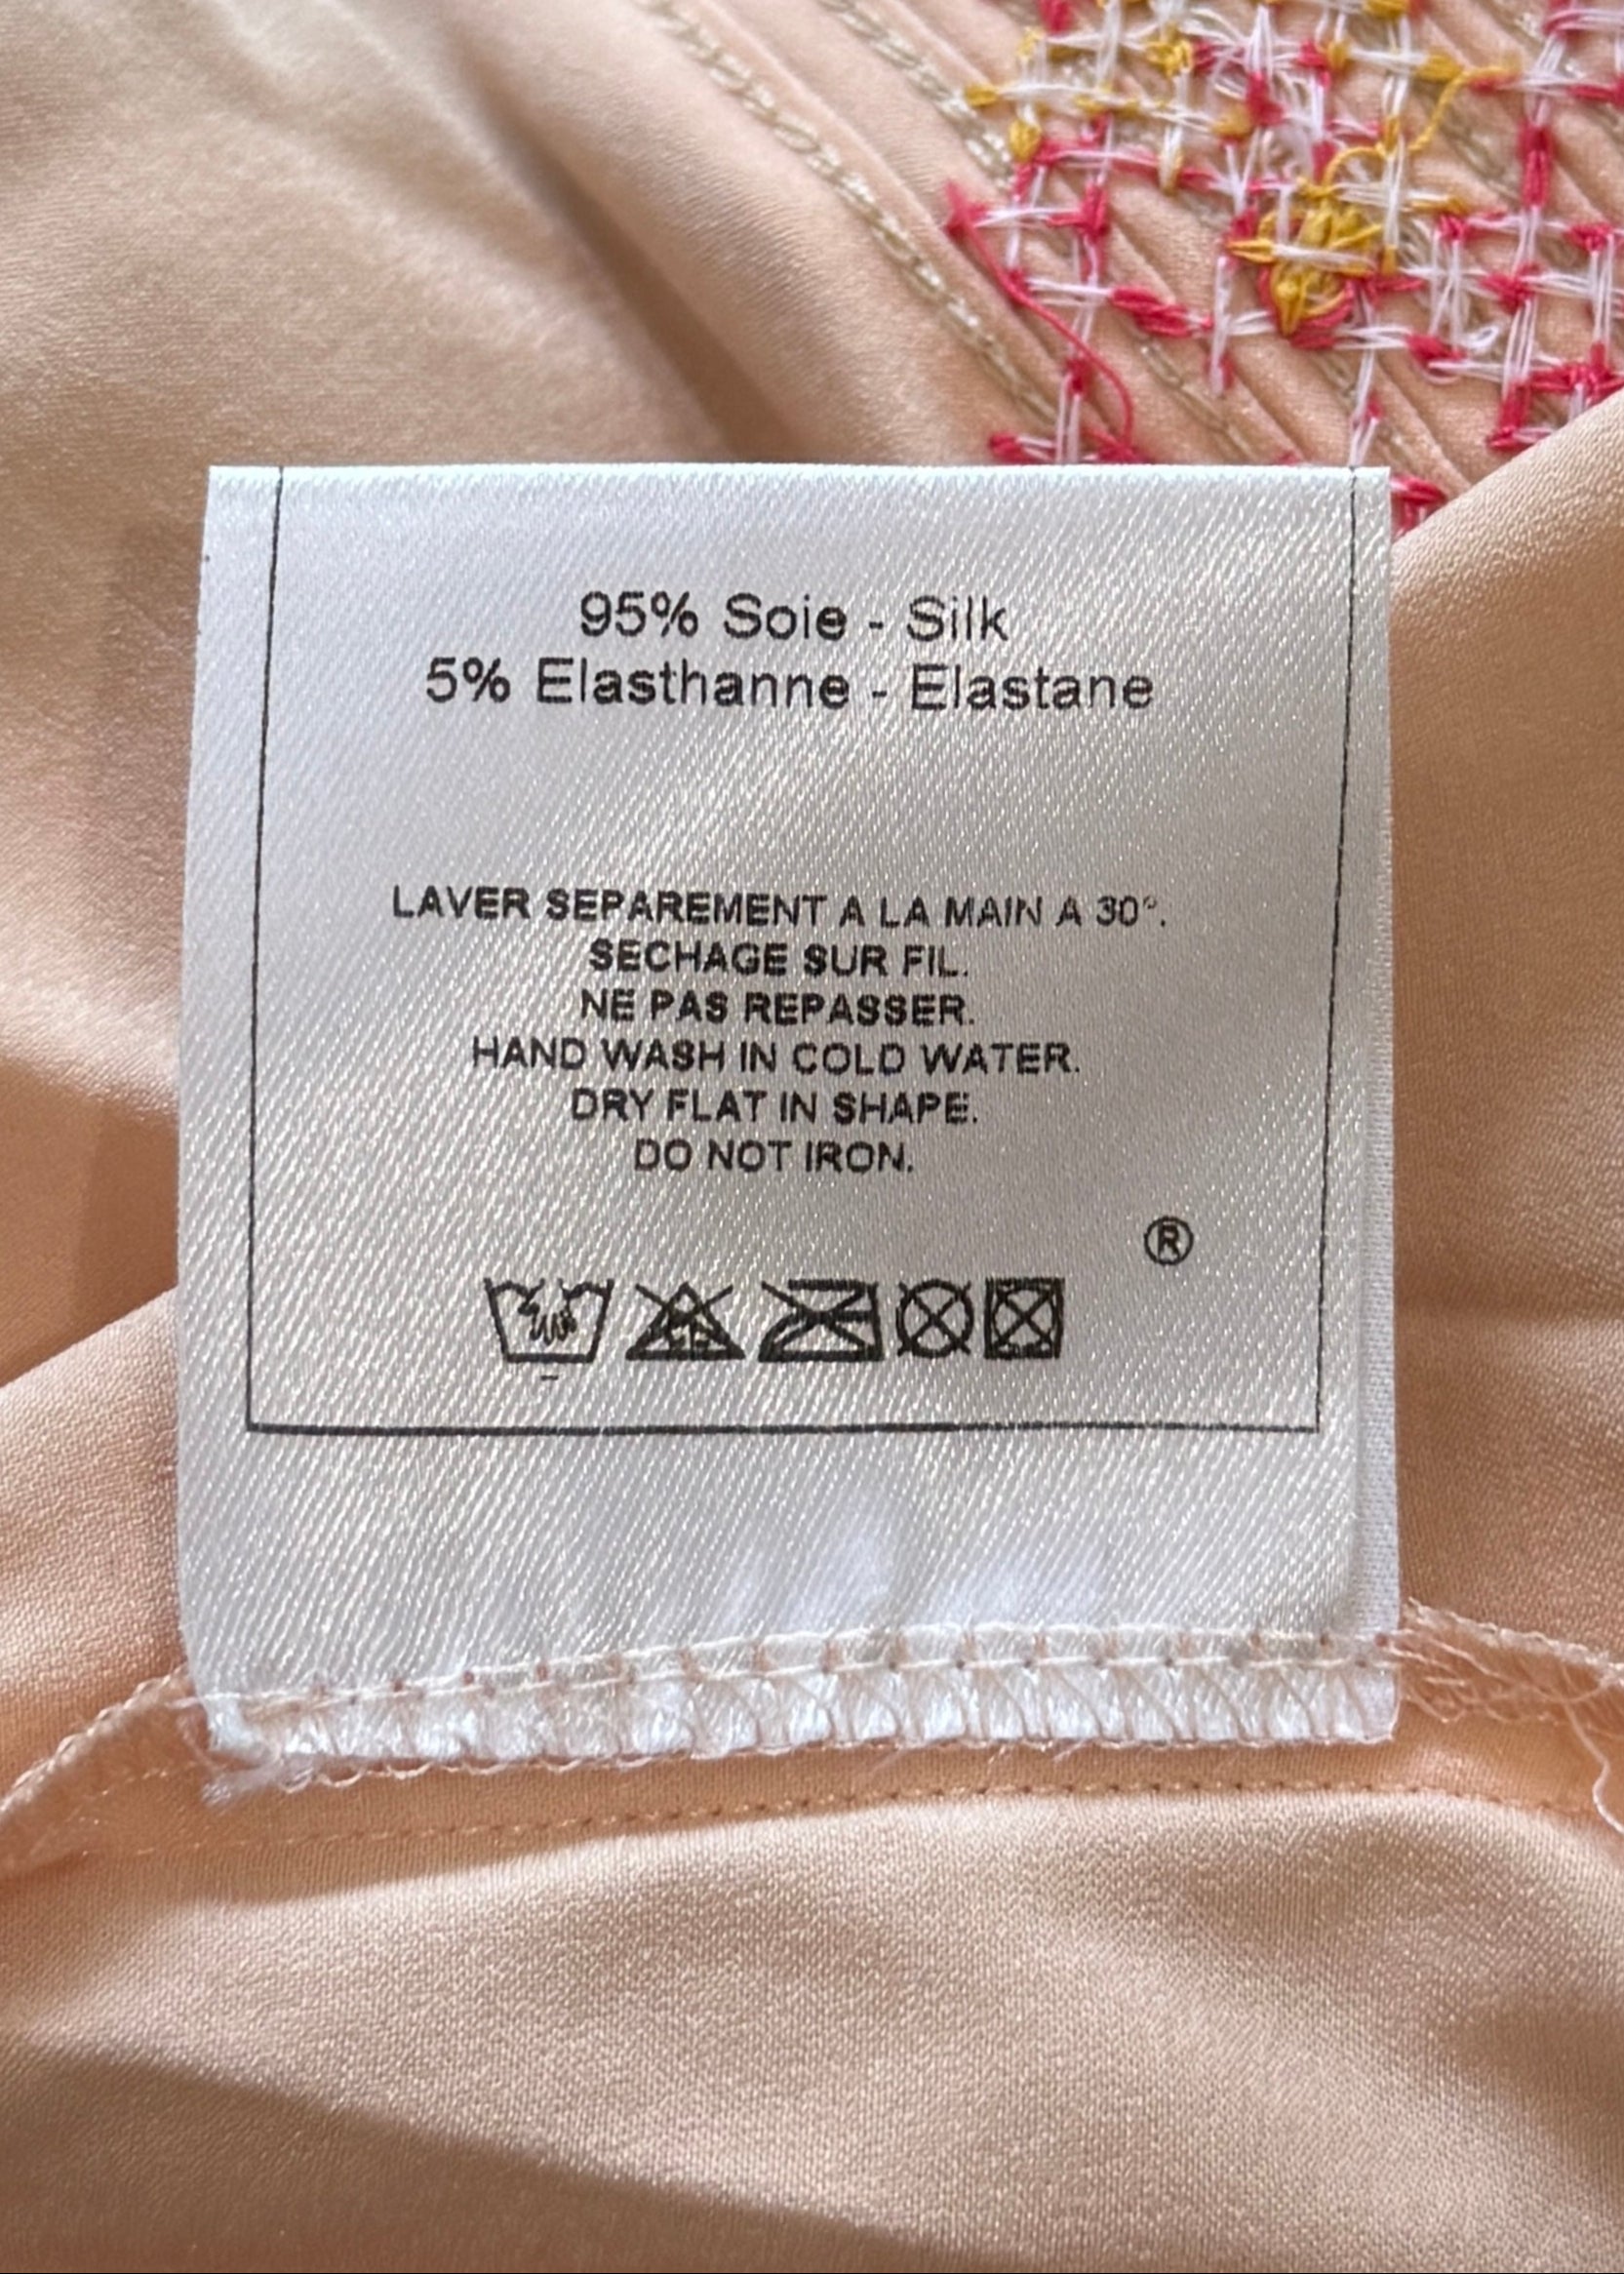 95% Soie - Silk
5% Elasthanne - Elastane
LAVER SEPAREMENT A LA MAIN A 30°.
SECHAGE SUR FIL.
NE PAS REPASSER.
HAND WASH IN COLD WATER.
DRY FLAT IN SHAPE.
DO NOT IRON.
®